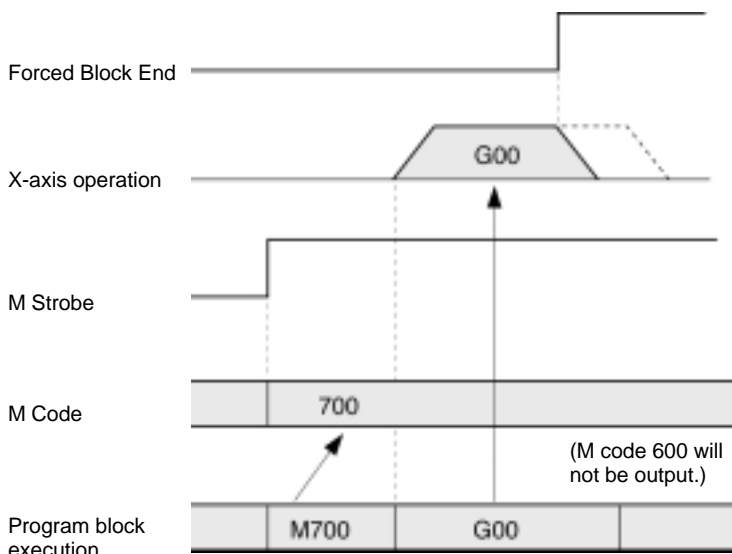 Forced Block End
G00
X-axis operation
M Strobe
M Code
700
(M code 600 will
not be output.)
Program block
execution
M700
G00